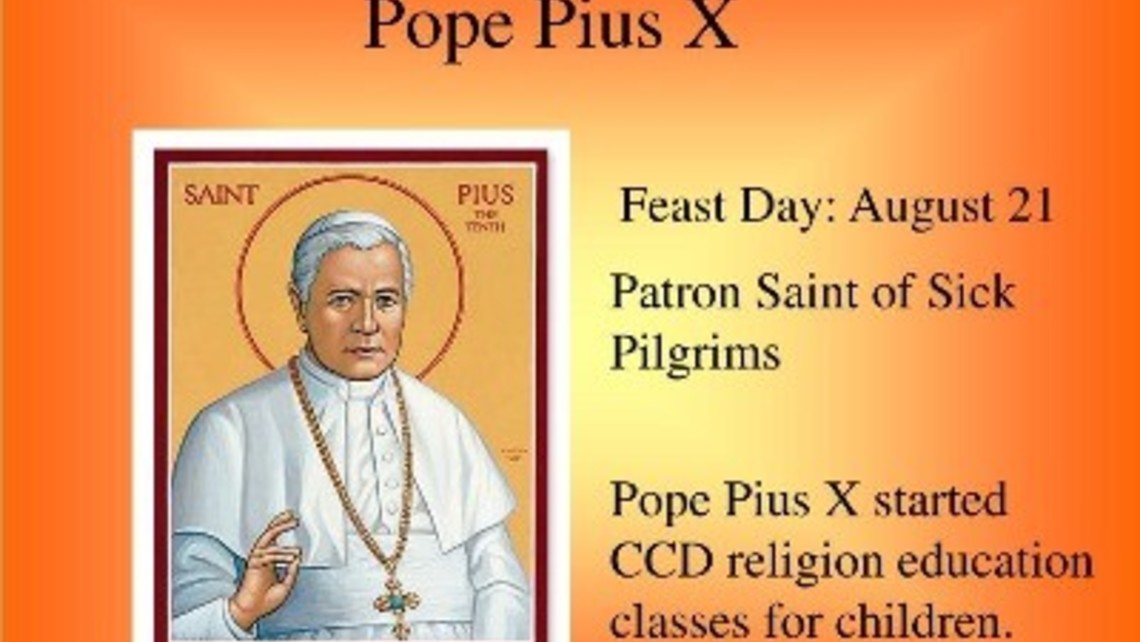 Pope Pius X
SAINT PIUS
THE
TENTH
Feast Day: August 21
Patron Saint of Sick
Pilgrims
Pope Pius X started
CCD religion education
classes for children.